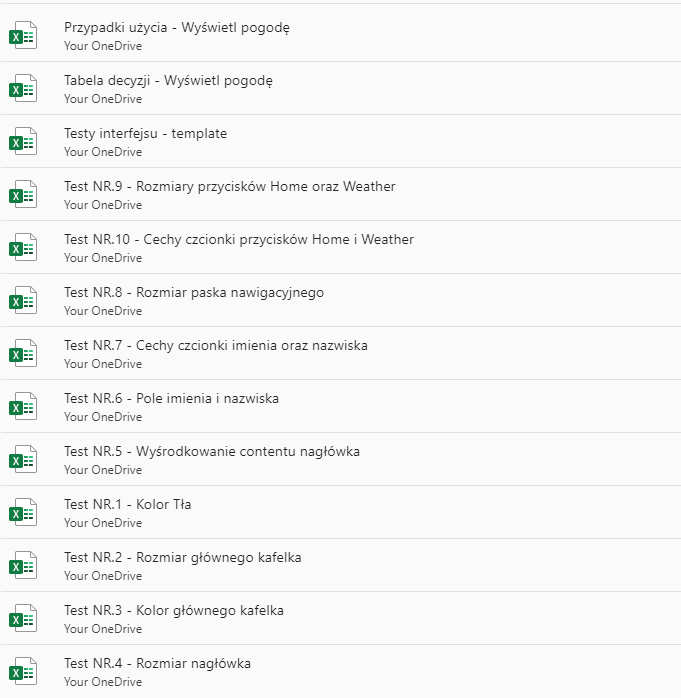 Przypadki użycia - Wyświetl pogodę
Your OneDrive
Tabela decyzji - Wyświetl pogodę
Your OneDrive
Testy interfejsu - template
Your OneDrive
Test NR.9 - Rozmiary przycisków Home oraz Weather
Your OneDrive
Test NR.10 - Cechy czcionki przycisków Home i Weather
Your OneDrive
Test NR.8 - Rozmiar paska nawigacyjnego
Your OneDrive
Test NR.7 - Cechy czcionki imienia oraz nazwiska
Your OneDrive
Test NR.6 - Pole imienia i nazwiska
Your OneDrive
Test NR.5 - Wyśrodkowanie contentu nagłówka
Your OneDrive
Test NR.1 - Kolor Tła
Your OneDrive
Test NR.2 - Rozmiar głównego kafelka
Your OneDrive
Test NR.3 - Kolor głównego kafelka
Your OneDrive
Test NR.4 - Rozmiar nagłówka
Your OneDrive